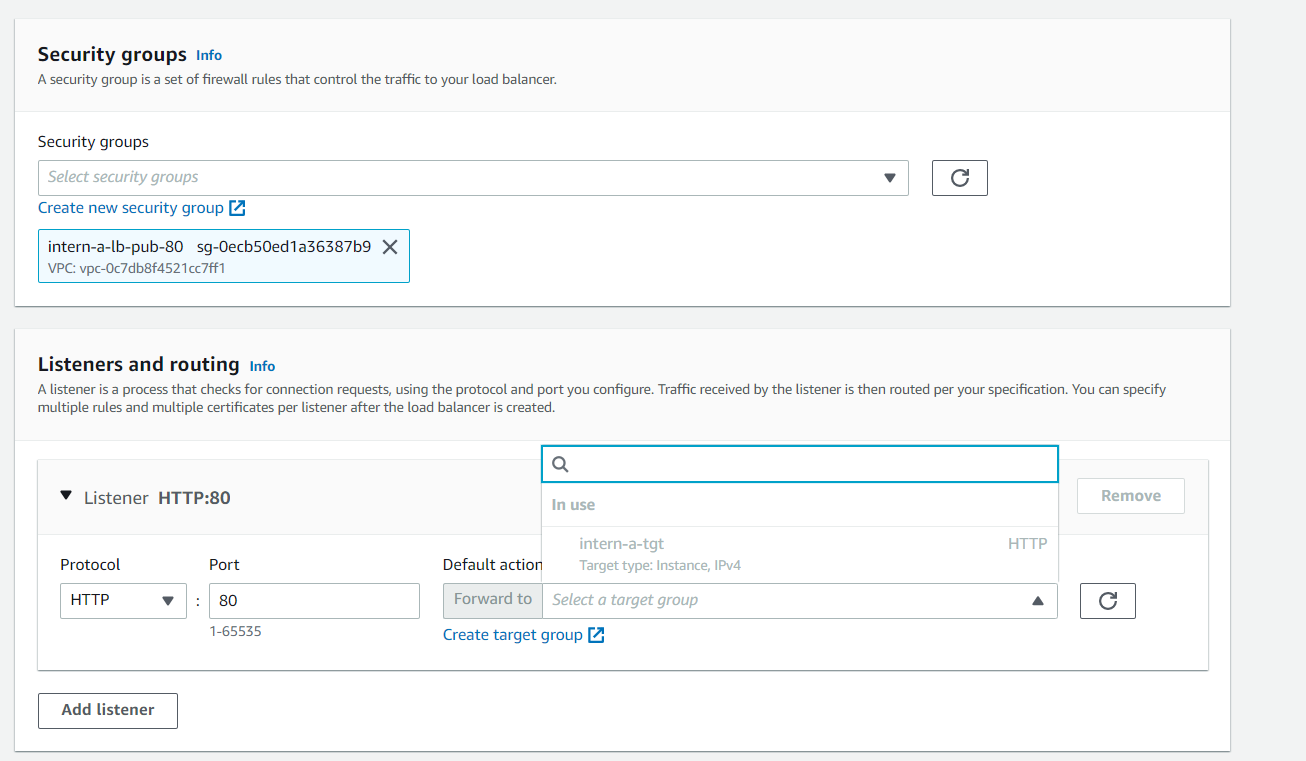 Security groups Info
A security group is a set of firewall rules that control the traffic to your load balancer.
Security groups
Select security groups
Create new security group
intern-a-lb-pub-80 sg-0ecb50ed1a36387b9
VPC: vpc-0c7db8f4521cc7ff1
Listeners and routing Info
A listener is a process that checks for connection requests, using the protocol and port you configure. Traffic received by the listener is then routed per your specification. You can specify
multiple rules and multiple certificates per listener after the load balancer is created.
Listener HTTP:80
Remove
In use
intern-a-tgt HTTP
Target type: Instance, IPv4
Protocol Port Default action
HTTP : 80 Forward to Select a target group
1-65535
Create target group
Add listener